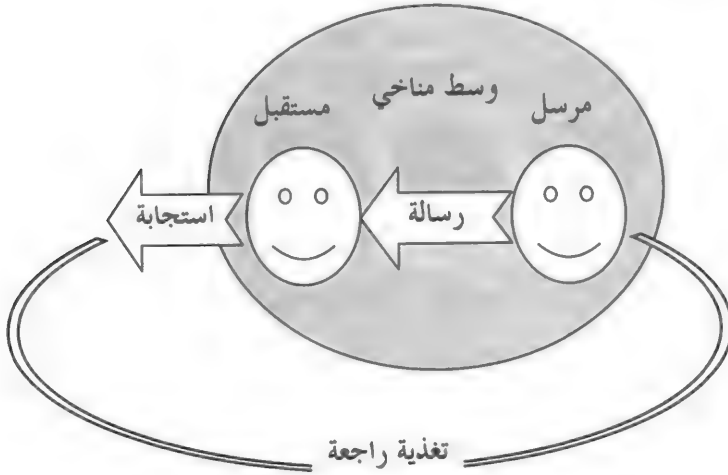 وسط مناخي
مرسل
مستقبل
رسالة
استجابة
تغذية راجعة